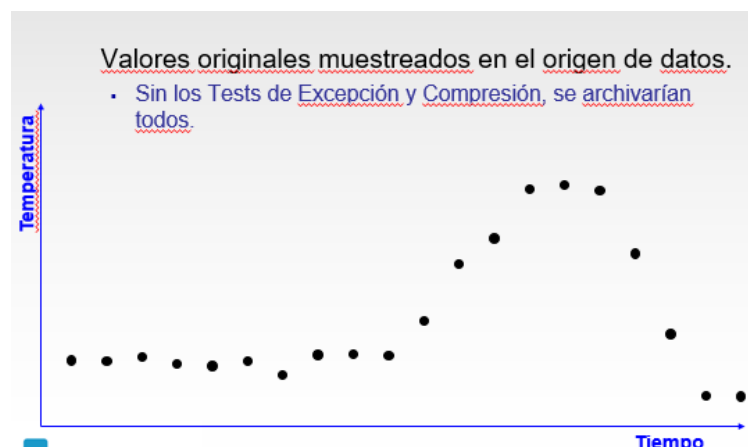 Valores originales muestreados en el origen de datos.
▪ Sin los Tests de Excepción y Compresión, se archivarían
todos.
Temperatura
Tiempo